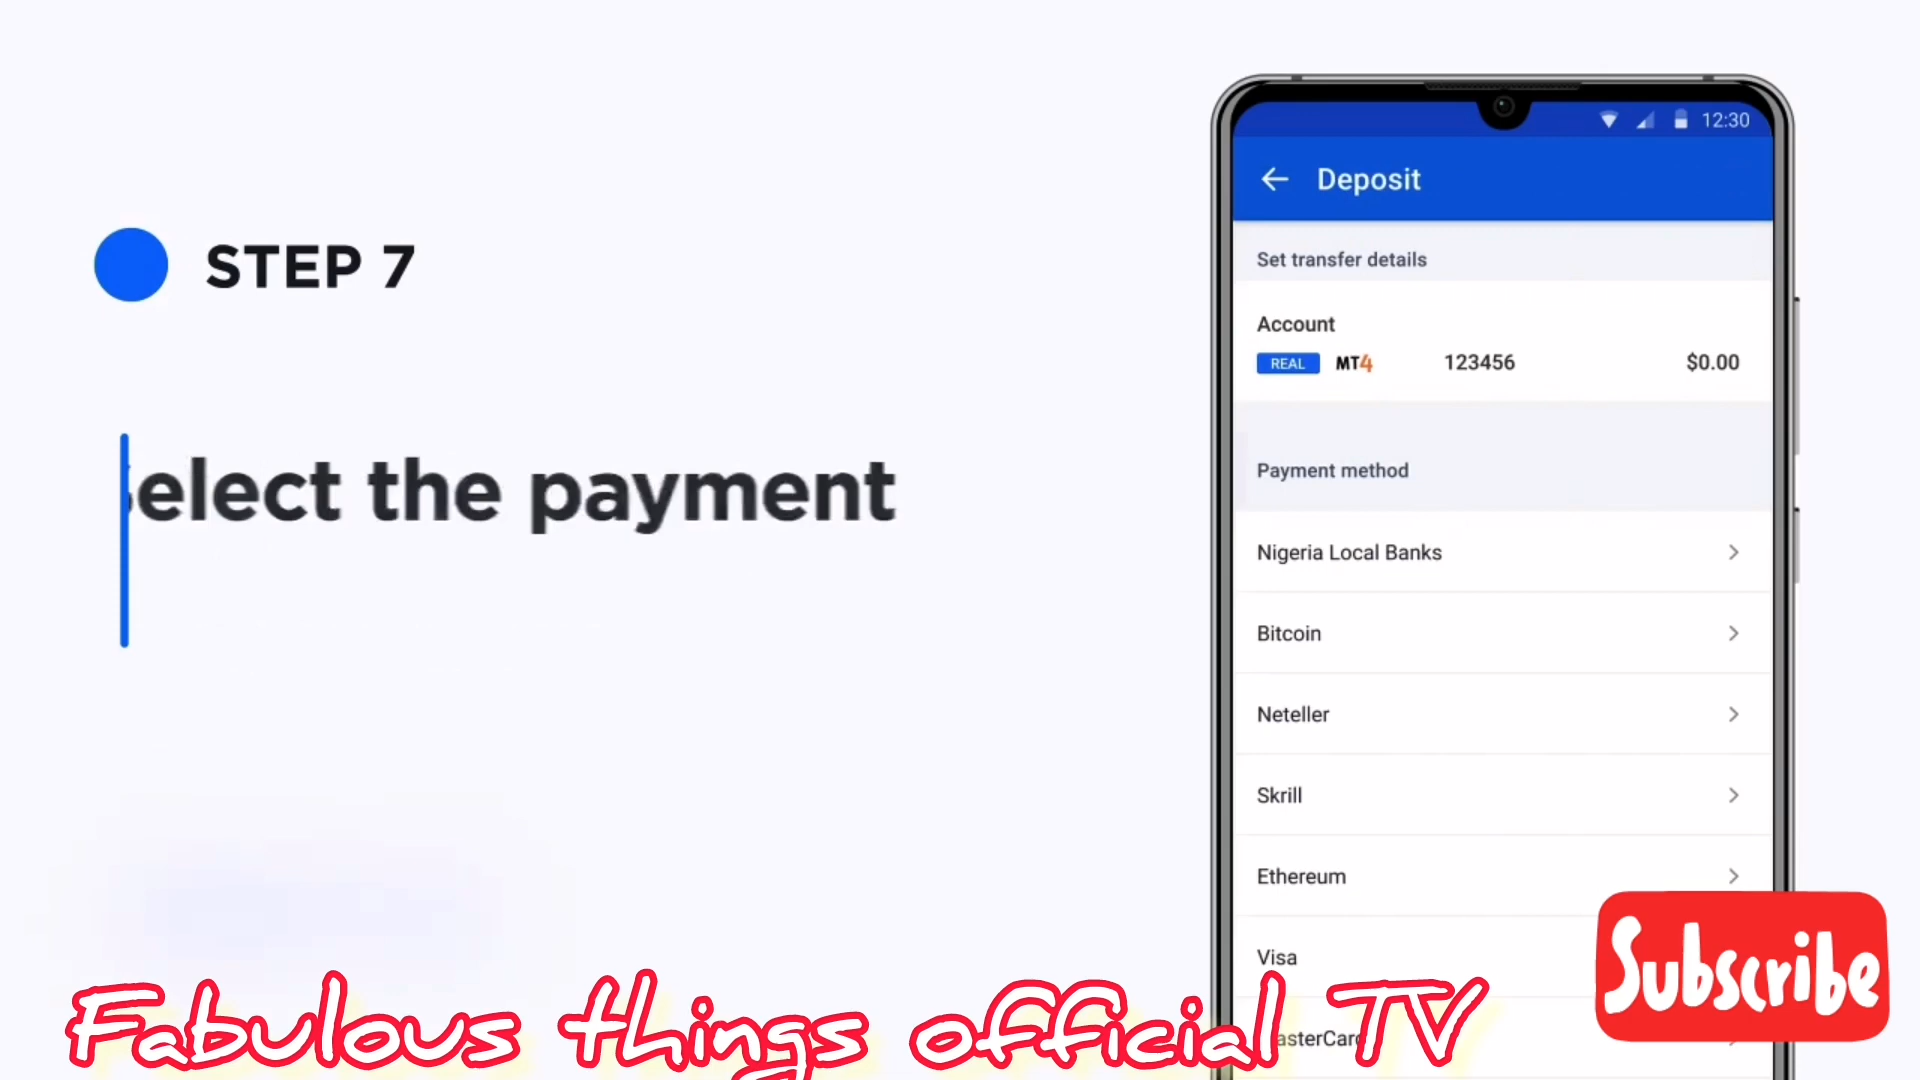 12:30
Deposit
STEP 7
Set transfer details
Account
REAL MT4 123456 $0.00
Select the payment
Payment method
Nigeria Local Banks
Bitcoin
Neteller
Skrill
Ethereum
Visa
Subscribe
Fabulous things official TV